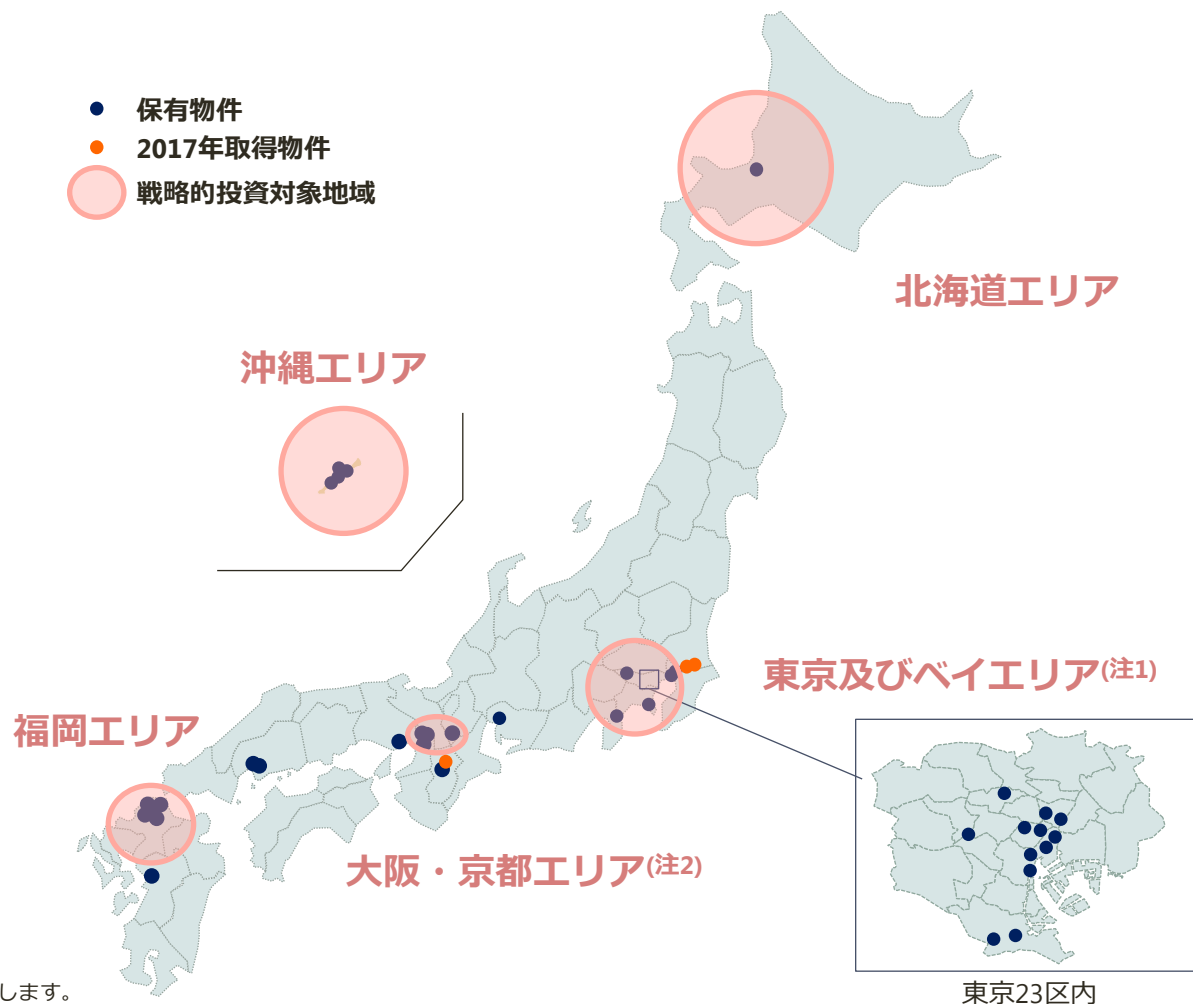 保有物件
2017年取得物件
戦略的投資対象地域
北海道エリア
沖縄エリア
東京及びベイエリア(注1)
福岡エリア
大阪・京都エリア(注2)
東京23区内
します。